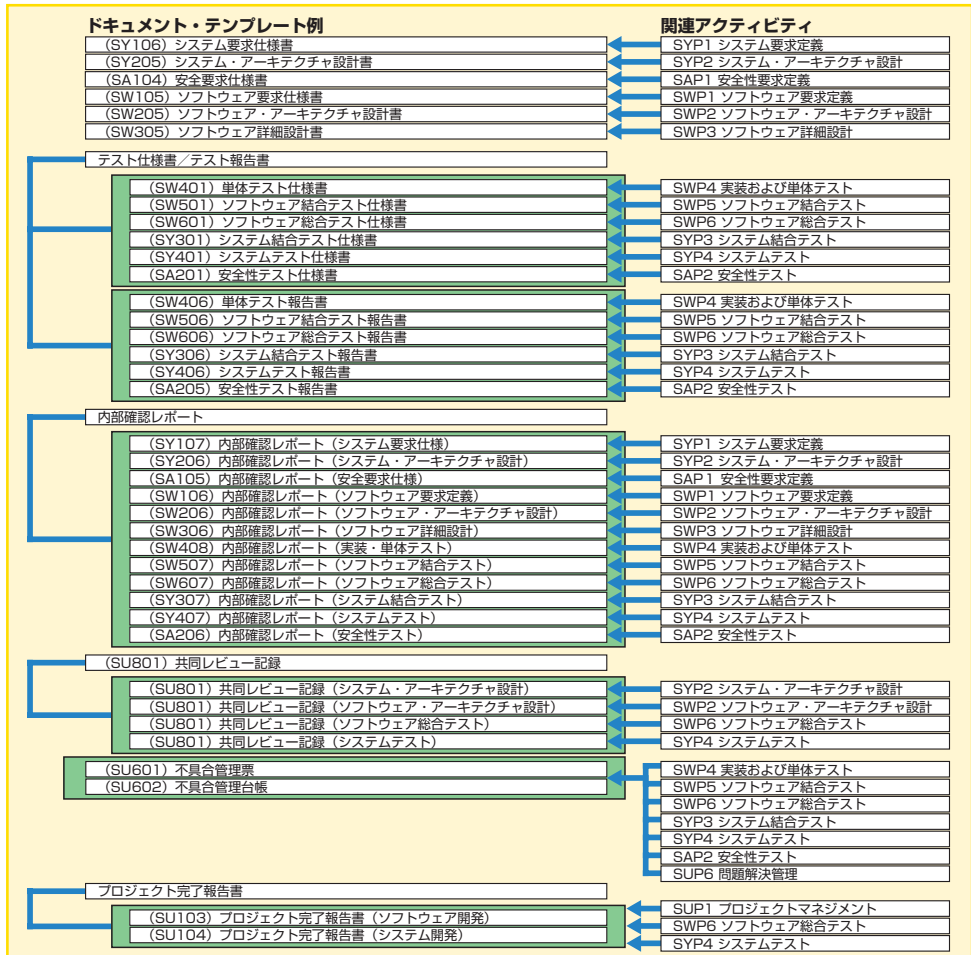 ドキュメント・テンプレート例 関連アクティビティ
（SY106）システム要求仕様書 SYP1 システム要求定義
（SY205）システム・アーキテクチャ設計書 SYP2 システム・アーキテクチャ設計
（SA104）安全要求仕様書 SAP1 安全性要求定義
（SW105）ソフトウェア要求仕様書 SWP1 ソフトウェア要求定義
（SW205）ソフトウェア・アーキテクチャ設計書 SWP2 ソフトウェア・アーキテクチャ設計
（SW305）ソフトウェア詳細設計書 SWP3 ソフトウェア詳細設計
テスト仕様書／テスト報告書
（SW401）単体テスト仕様書 SWP4 実装および単体テスト
（SW501）ソフトウェア結合テスト仕様書 SWP5 ソフトウェア結合テスト
（SW601）ソフトウェア総合テスト仕様書 SWP6 ソフトウェア総合テスト
（SY301）システム結合テスト仕様書 SYP3 システム結合テスト
（SY401）システムテスト仕様書 SYP4 システムテスト
（SA201）安全性テスト仕様書 SAP2 安全性テスト
（SW406）単体テスト報告書 SWP4 実装および単体テスト
（SW506）ソフトウェア結合テスト報告書 SWP5 ソフトウェア結合テスト
（SW606）ソフトウェア総合テスト報告書 SWP6 ソフトウェア総合テスト
（SY306）システム結合テスト報告書 SYP3 システム結合テスト
（SY406）システムテスト報告書 SYP4 システムテスト
（SA205）安全性テスト報告書 SAP2 安全性テスト
内部確認レポート
（SY107）内部確認レポート（システム要求仕様） SYP1 システム要求定義
（SY206）内部確認レポート（システム・アーキテクチャ設計） SYP2 システム・アーキテクチャ設計
（SA105）内部確認レポート（安全要求仕様） SAP1 安全性要求定義
（SW106）内部確認レポート（ソフトウェア要求定義） SWP1 ソフトウェア要求定義
（SW206）内部確認レポート（ソフトウェア・アーキテクチャ設計） SWP2 ソフトウェア・アーキテクチャ設計
（SW306）内部確認レポート（ソフトウェア詳細設計） SWP3 ソフトウェア詳細設計
（SW408）内部確認レポート（実装・単体テスト） SWP4 実装および単体テスト
（SW507）内部確認レポート（ソフトウェア結合テスト） SWP5 ソフトウェア結合テスト
（SW607）内部確認レポート（ソフトウェア総合テスト） SWP6 ソフトウェア総合テスト
（SY307）内部確認レポート（システム結合テスト） SYP3 システム結合テスト
（SY407）内部確認レポート（システムテスト） SYP4 システムテスト
（SA206）内部確認レポート（安全性テスト） SAP2 安全性テスト
（SU801）共同レビュー記録
（SU801）共同レビュー記録（システム・アーキテクチャ設計） SYP2 システム・アーキテクチャ設計
（SU801）共同レビュー記録（ソフトウェア・アーキテクチャ設計） SWP2 ソフトウェア・アーキテクチャ設計
（SU801）共同レビュー記録（ソフトウェア総合テスト） SWP6 ソフトウェア総合テスト
（SU801）共同レビュー記録（システムテスト） SYP4 システムテスト
（SU601）不具合管理票 SWP4 実装および単体テスト
（SU602）不具合管理台帳 SWP5 ソフトウェア結合テスト
SWP6 ソフトウェア総合テスト
SYP3 システム結合テスト
SYP4 システムテスト
SAP2 安全性テスト
SUP6 問題解決管理
プロジェクト完了報告書
SUP1 プロジェクトマネジメント
（SU103）プロジェクト完了報告書（ソフトウェア開発） SWP6 ソフトウェア総合テスト
（SU104）プロジェクト完了報告書（システム開発） SYP4 システムテスト